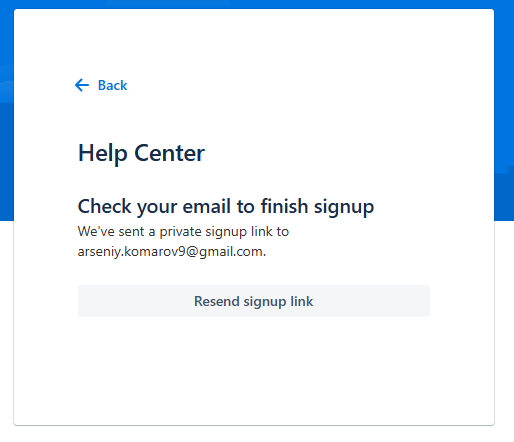 Back
Help Center
Check your email to finish signup
We've sent a private signup link to
arseniy.komarov9@gmail.com.
Resend signup link